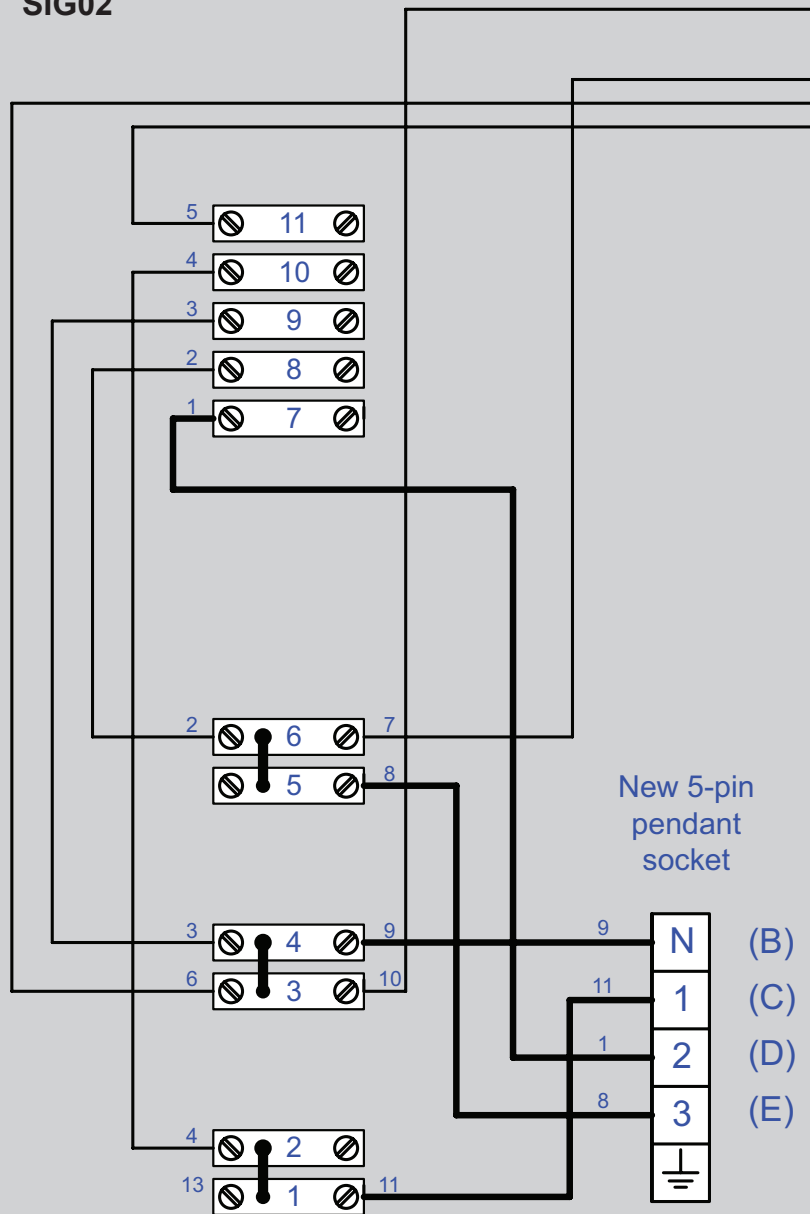 SIG02
5 11
4 10
3 9
2 8
1 7
2 6 7
5 8
New 5-pin
pendant
socket
3 4 9 9 N (B)
6 3 10 11 1 (C)
1 2 (D)
8 3 (E)
4 2
13 1 11